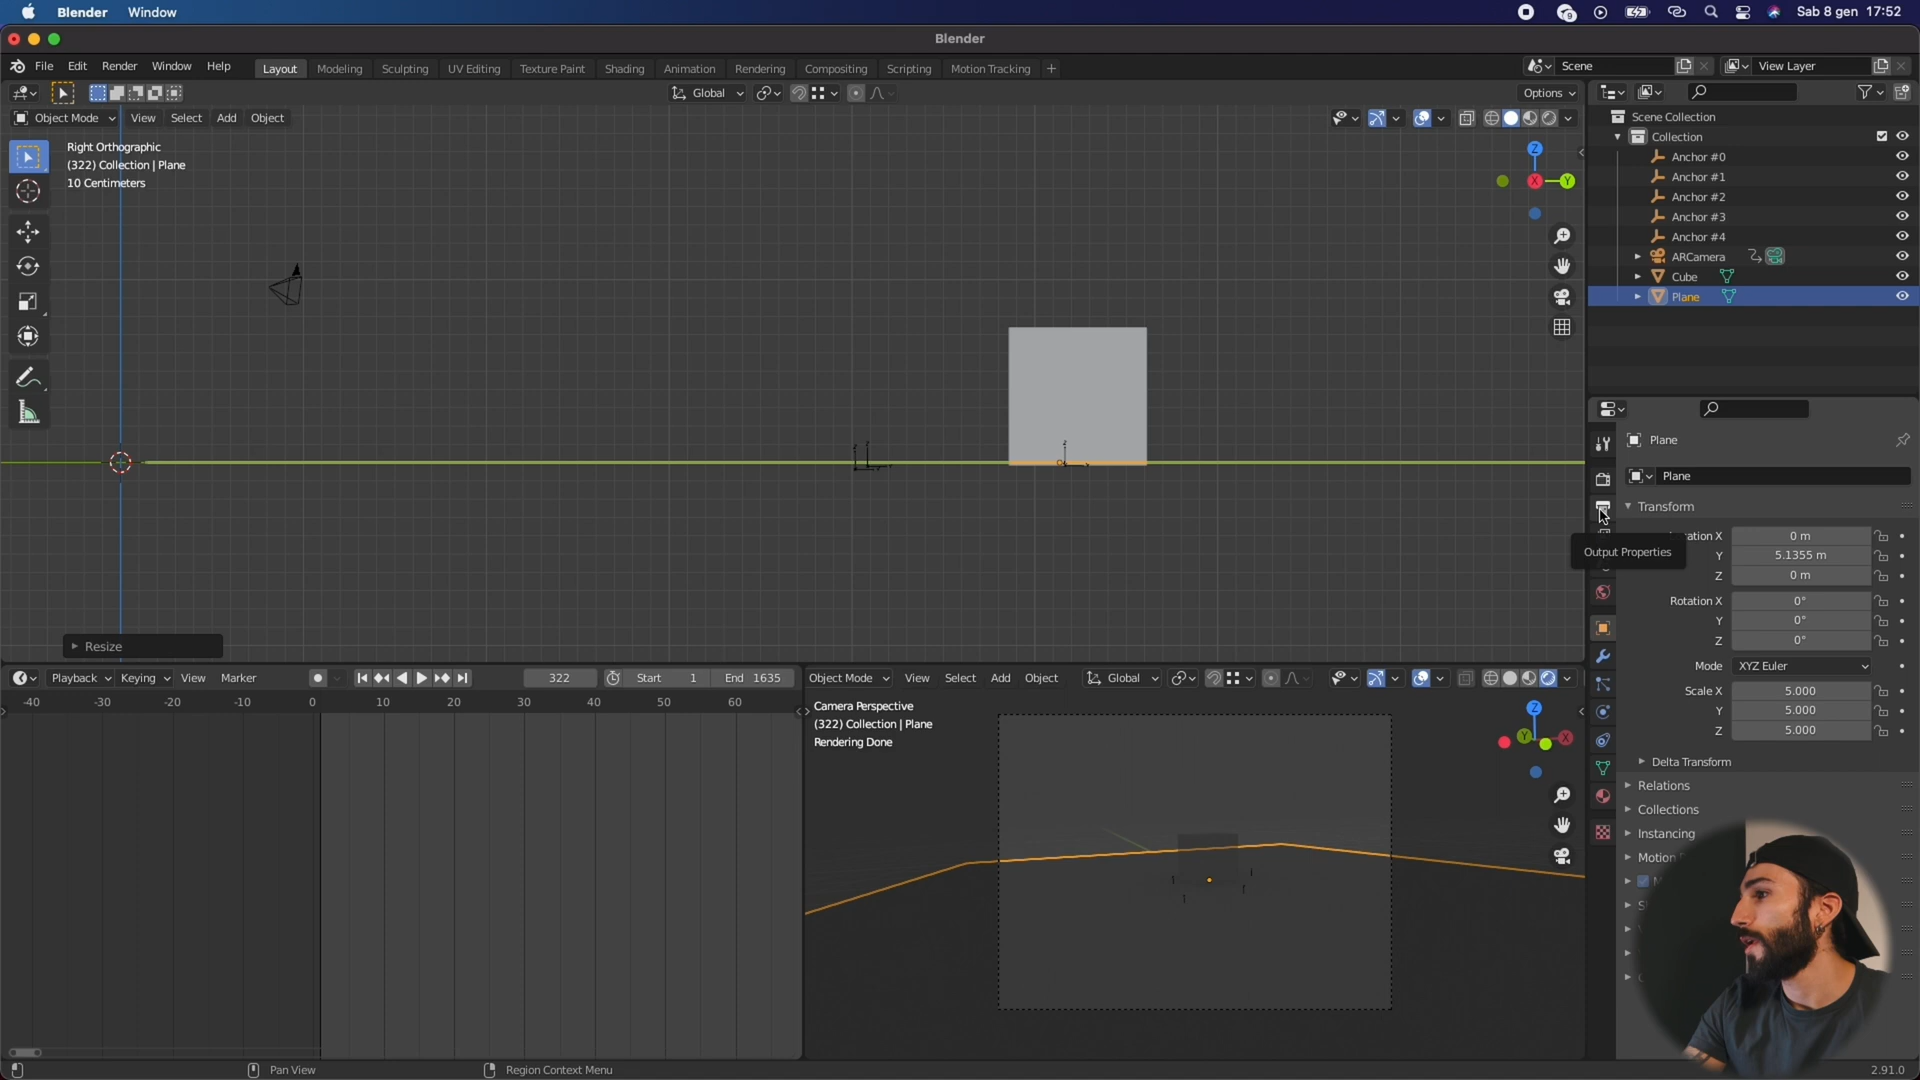 Blender Window
9
Sab 8 gen 17:52
Blender
File Edit Render Window Help
Layout Modeling Sculpting UV Editing Texture Paint Shading Animation Rendering Compositing Scripting Motion Tracking +
Scene
View Layer
Global
Options
Object Mode View Select Add Object
Right Orthographic
(322) Collection | Plane
10 Centimeters
Z
X
Y
Resize
Scene Collection
Collection
Anchor #0
Anchor #1
Anchor #2
Anchor #3
Anchor #4
ARCamera
Cube
Plane
Plane
Plane
Transform
ation X 0 m
Y 5.1355 m
Z 0 m
Output Properties
Rotation X 0°
Y 0°
Z 0°
Mode XYZ Euler
Scale X 5.000
Y 5.000
Z 5.000
Delta Transform
Relations
Collections
Instancing
Motion
Playback Keying View Marker
322
Start 1
End 1635
-40 -30 -20 -10 0 10 20 30 40 50 60
Object Mode View Select Add Object
Global
Camera Perspective
(322) Collection | Plane
Rendering Done
Z
Y
X
Pan View
Region Context Menu
2.91.0